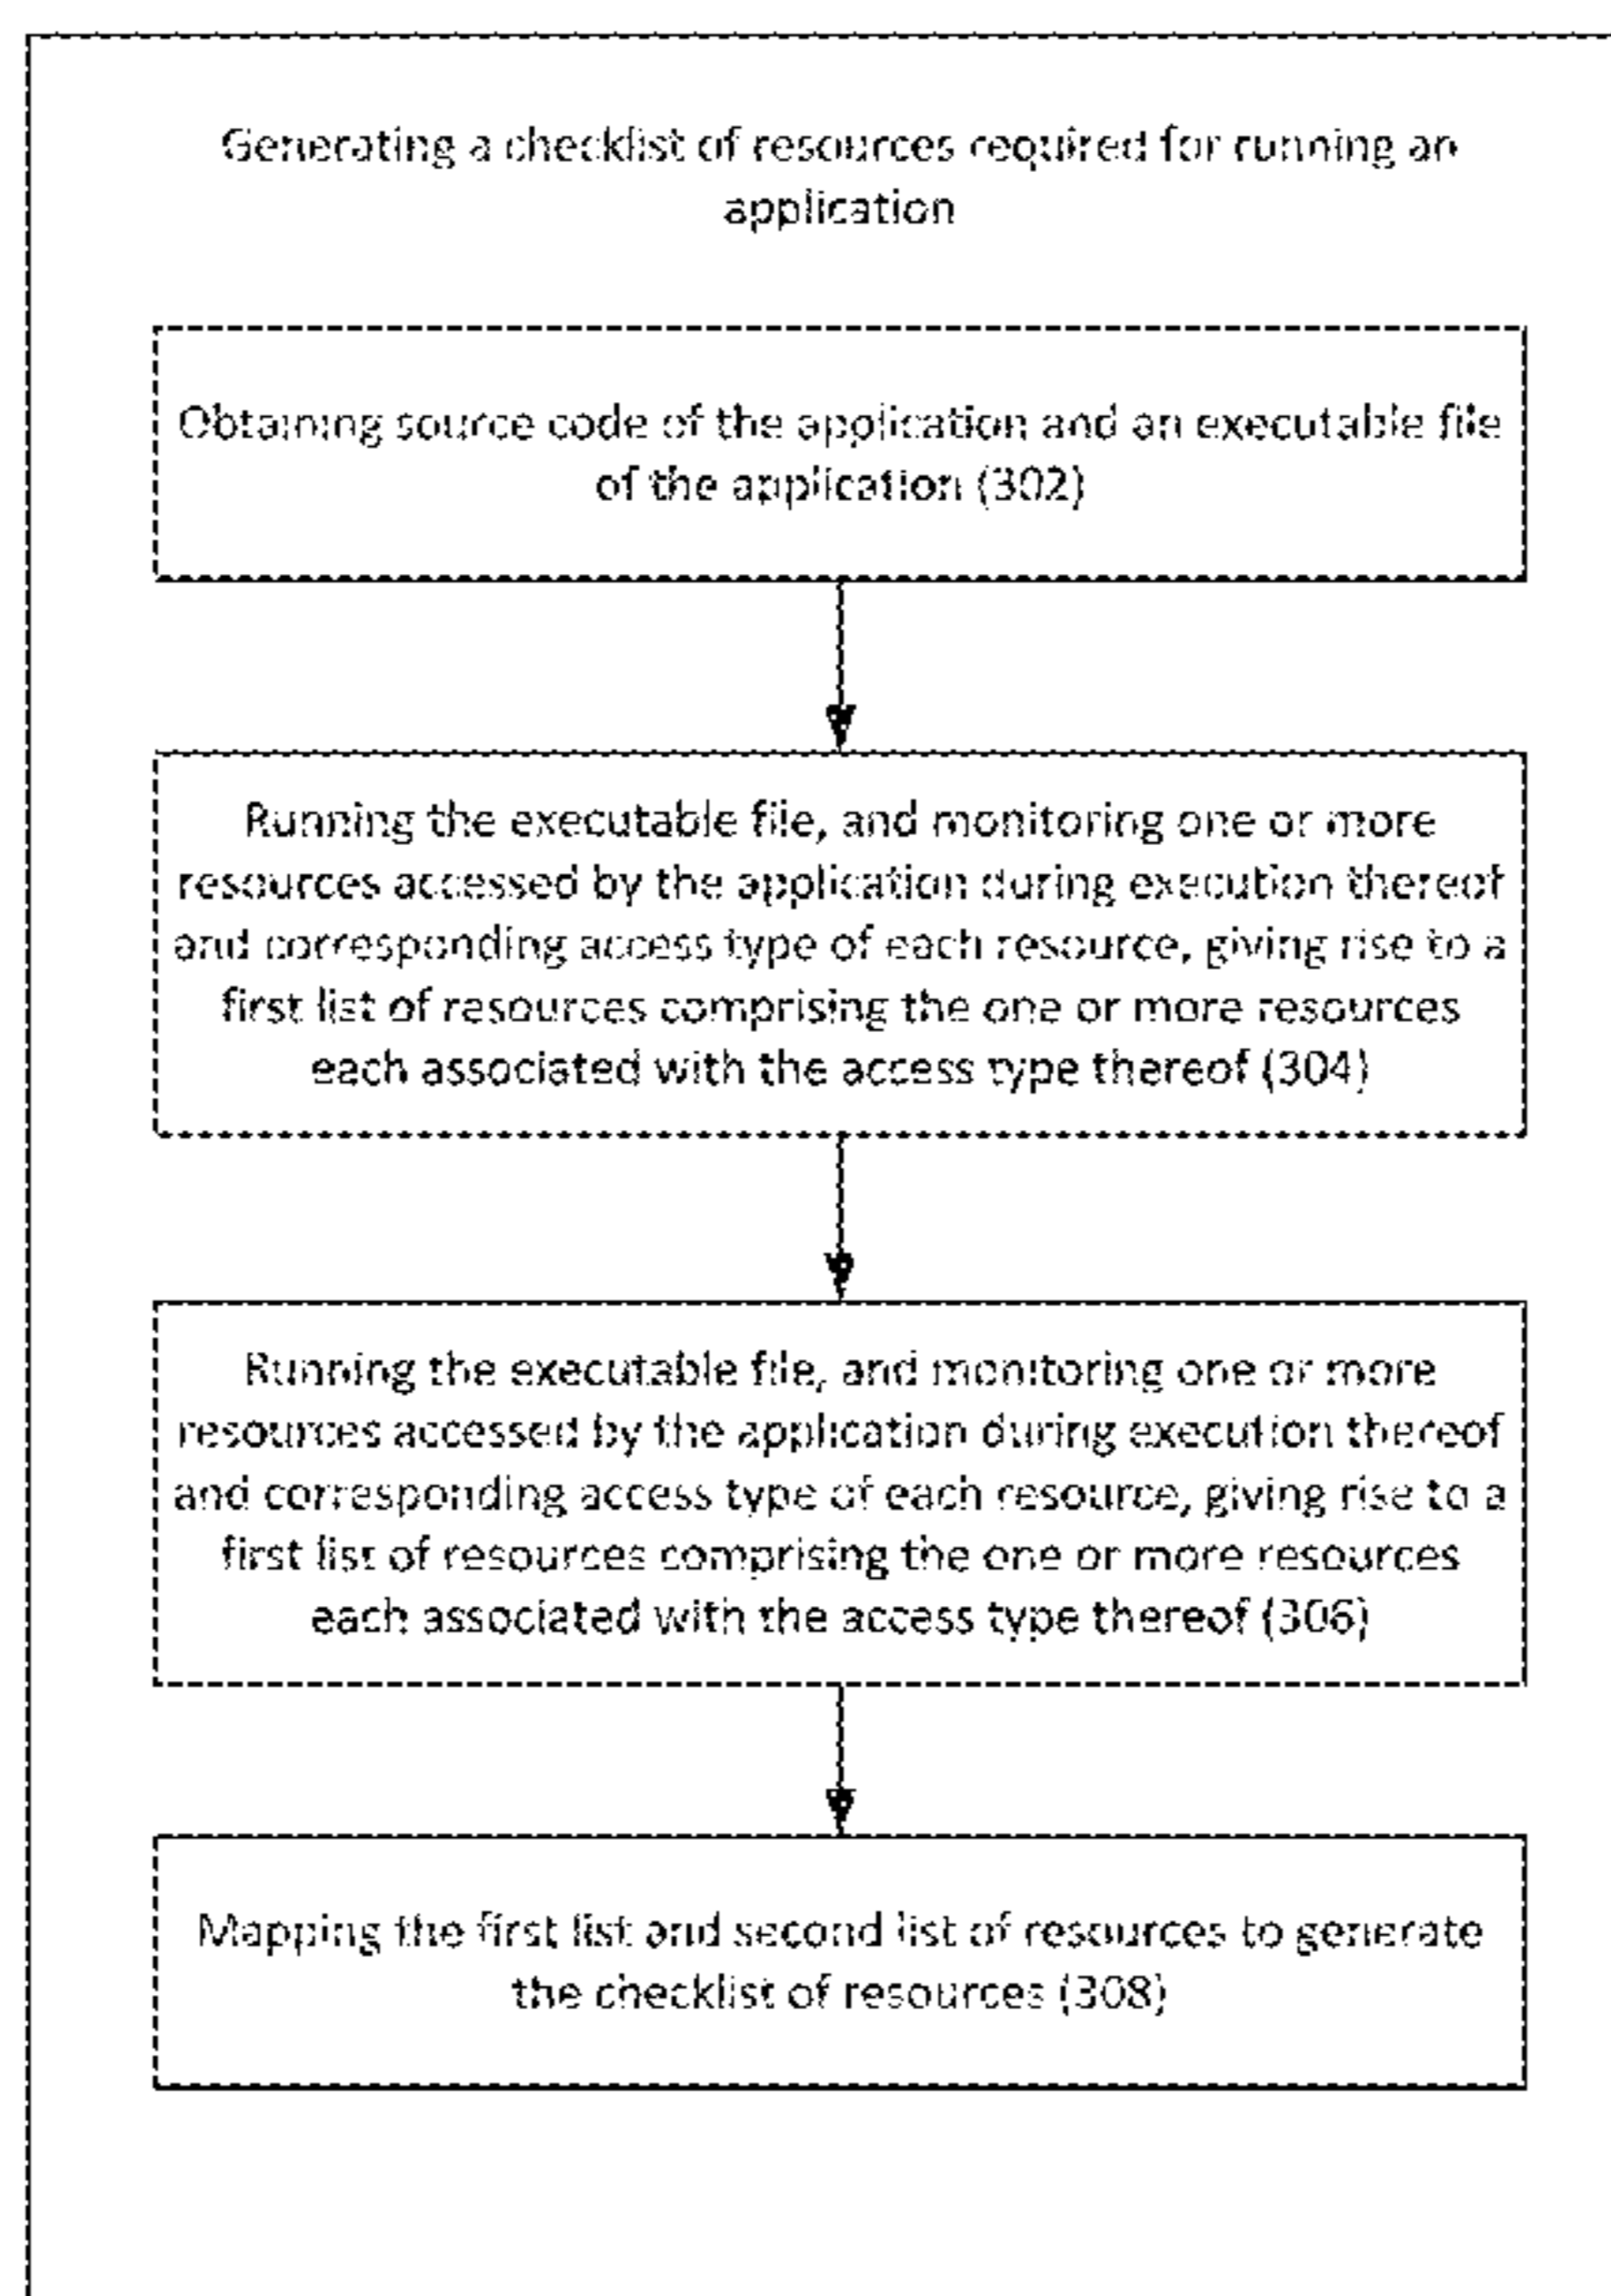 Generating a checklist of resources required for running an
application
Obtaining source code of the application and an executable file
of the application (302)
Running the executable file, and monitoring one or more
resources accessed by the application during execution thereof
and corresponding access type of each resource, giving rise to a
first list of resources comprising the one or more resources
each associated with the access type thereof (304)
Running the executable file, and monitoring one or more
resources accessed by the application during execution thereof
and corresponding access type of each resource, giving rise to a
first list of resources comprising the one or more resources
each associated with the access type thereof (306)
Mapping the first list and second list of resources to generate
the checklist of resources (308)